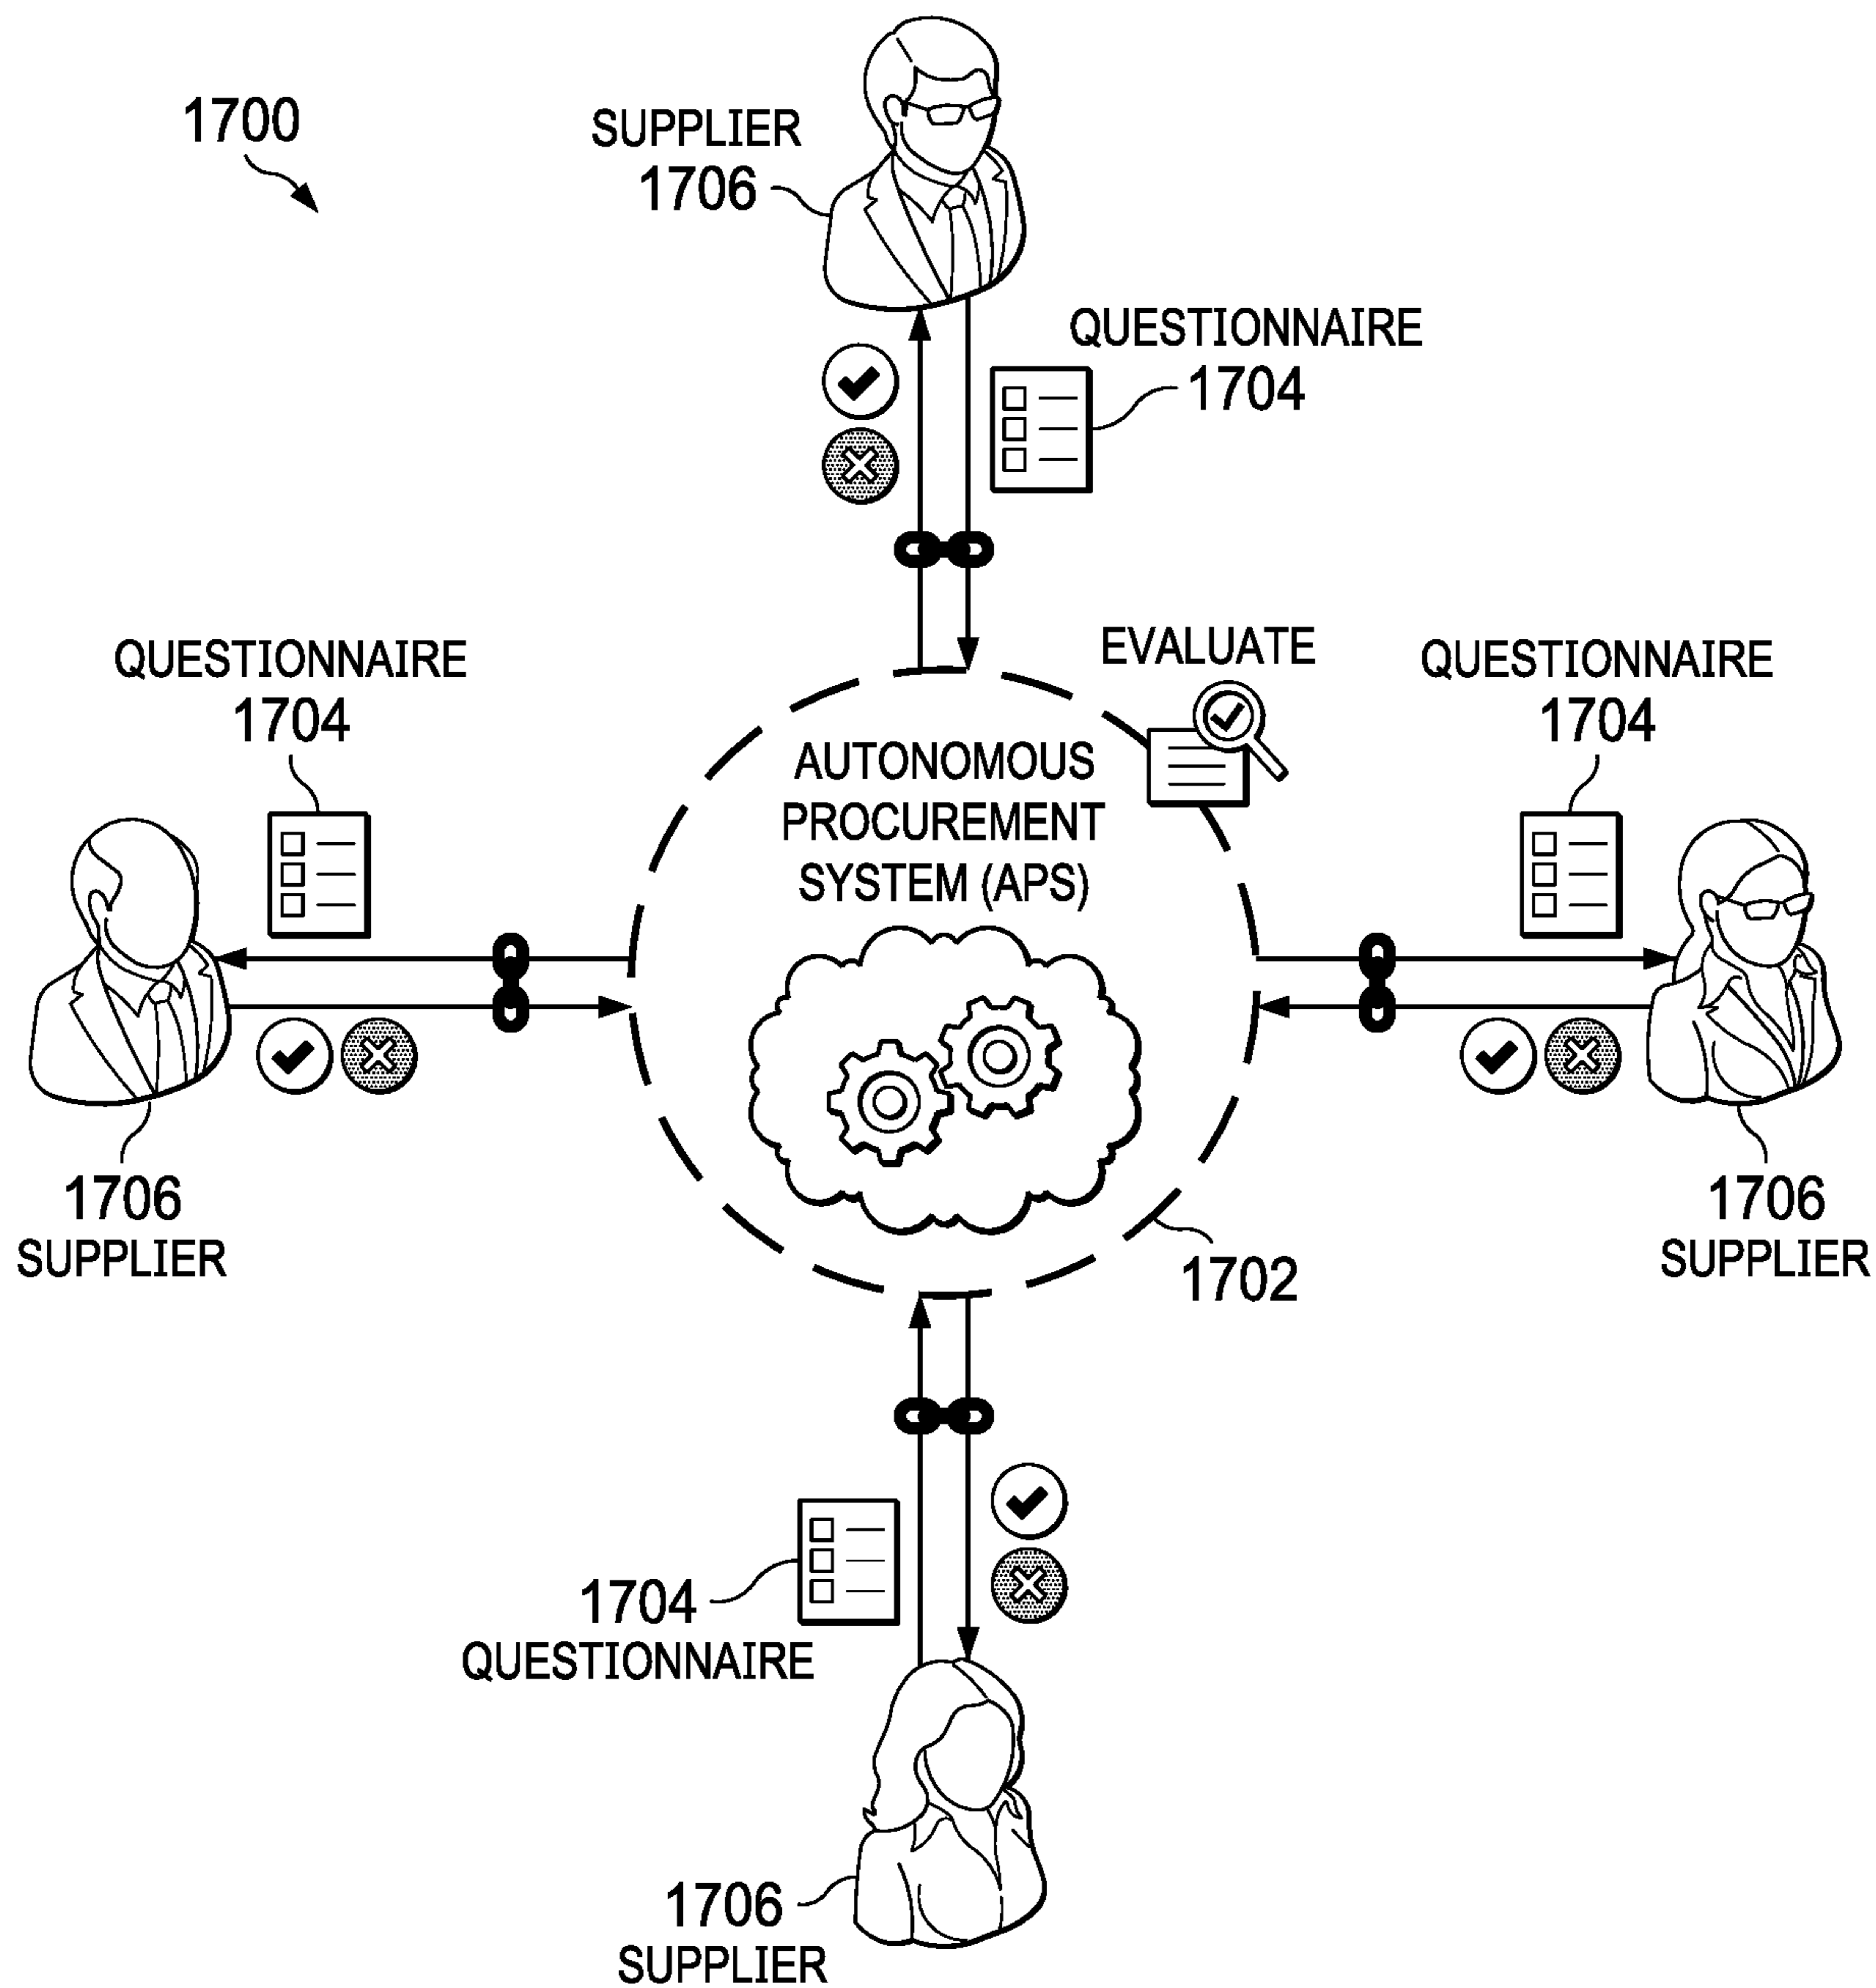 1700
SUPPLIER
1706
QUESTIONNAIRE
1704
QUESTIONNAIRE
1704
EVALUATE
QUESTIONNAIRE
1704
AUTONOMOUS
PROCUREMENT
SYSTEM (APS)
1706
SUPPLIER
1702
1706
SUPPLIER
1704
QUESTIONNAIRE
1706
SUPPLIER